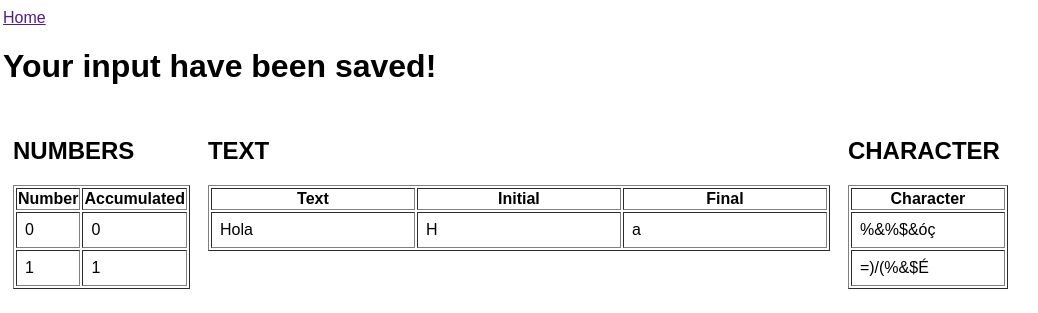 Home
Your input have been saved!
NUMBERS
Number Accumulated
0 0
1 1
TEXT
Text Initial Final
Hola H a
CHARACTER
Character
%&%$&óç
=)/(%&$É